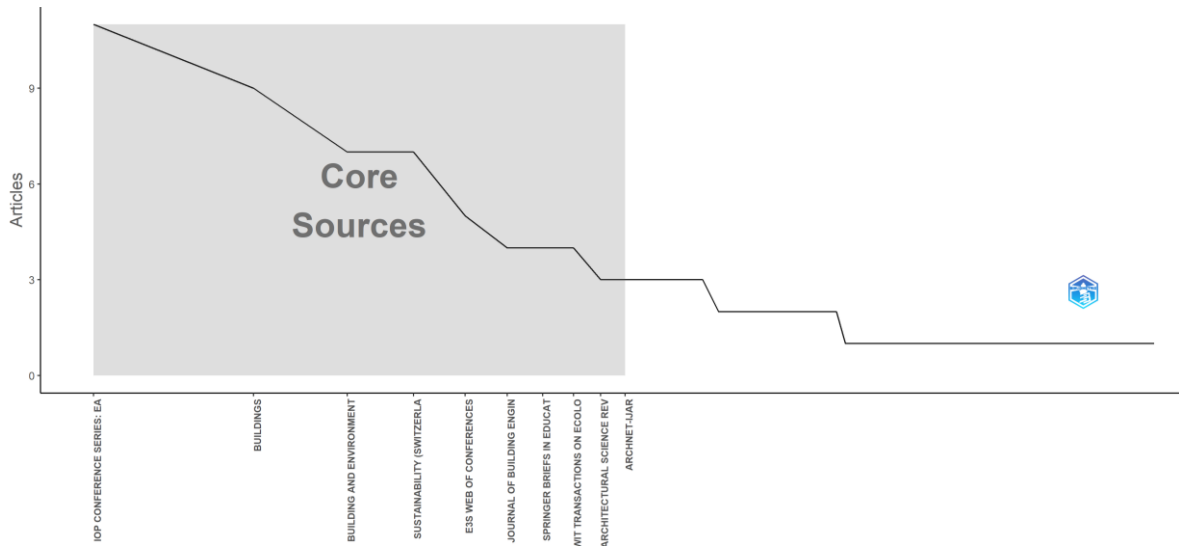 Articles
9
6
3
0
Core
Sources
IOP CONFERENCE SERIES: EA
BUILDINGS
BUILDING AND ENVIRONMENT
SUSTAINABILITY (SWITZERLA
E3S WEB OF CONFERENCES
JOURNAL OF BUILDING ENGIN
SPRINGER BRIEFS IN EDUCAT
WIT TRANSACTIONS ON ECOLO
ARCHITECTURAL SCIENCE REV
ARCHNET-IJAR